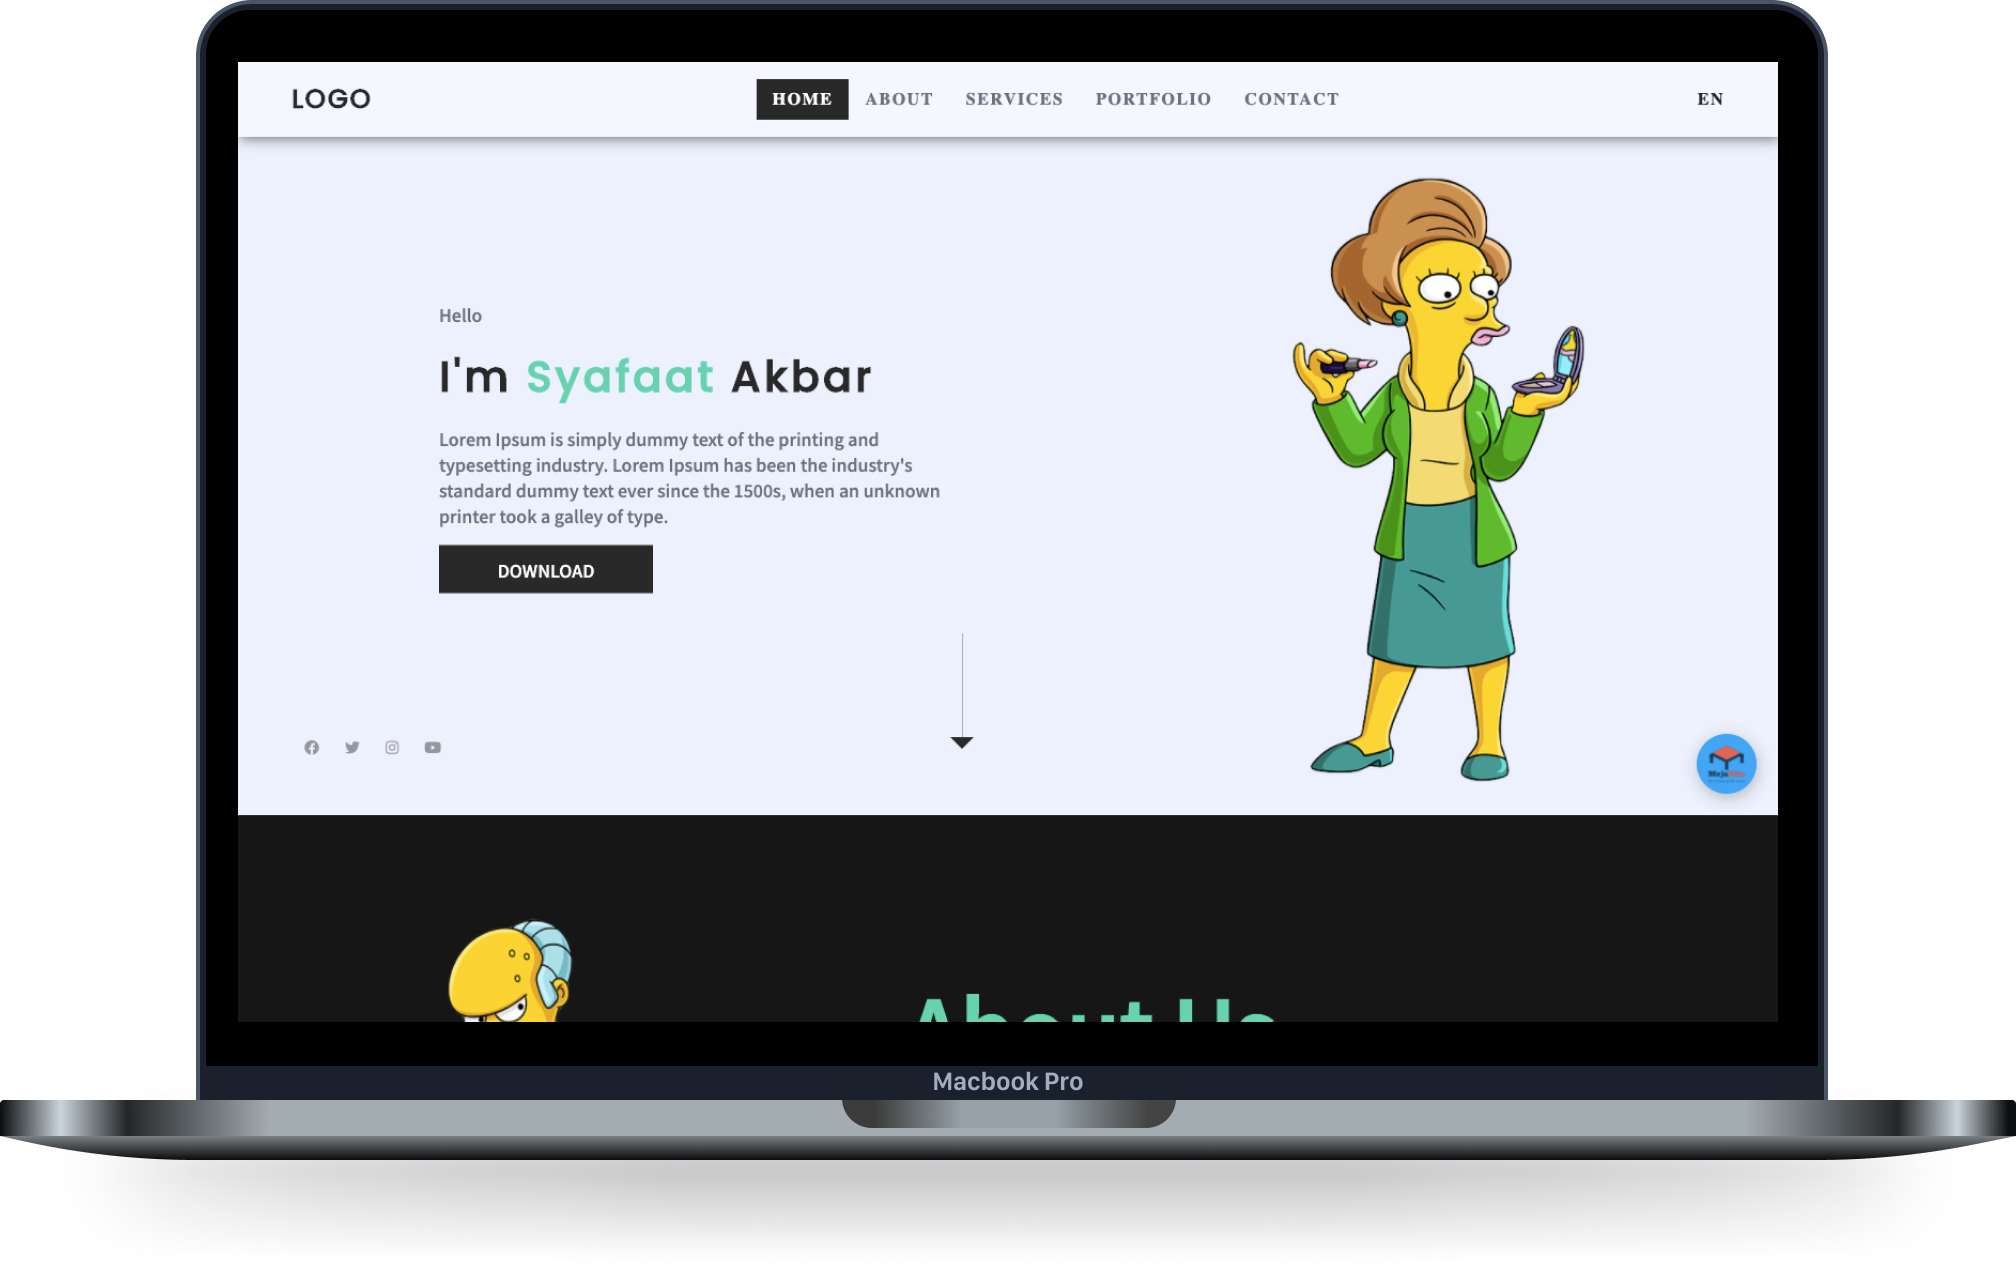 LOGO
HOME ABOUT SERVICES PORTFOLIO CONTACT
EN
Hello
I'm Syafaat Akbar
Lorem Ipsum is simply dummy text of the printing and
typesetting industry. Lorem Ipsum has been the industry's
standard dummy text ever since the 1500s, when an unknown
printer took a galley of type.
DOWNLOAD
About Us
Macbook Pro